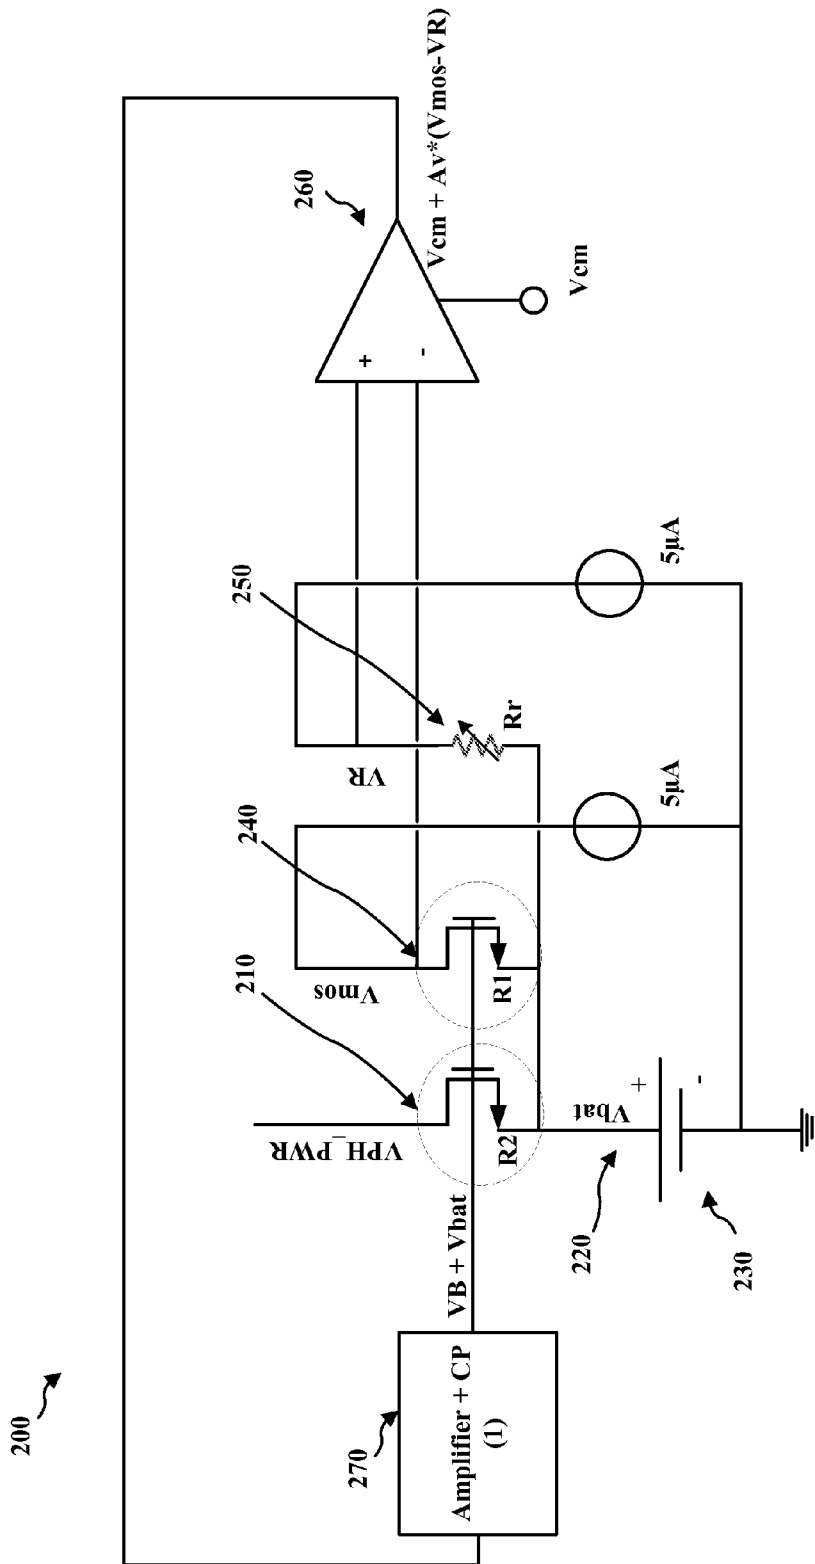 200
270
Amplifier + CP
(1)
VB + Vbat
210
VPH_PWR
R2
220
Vbat
+
-
230
240
Vmos
R1
5μA
250
VR
Rr
5μA
260
+
-
Vcm + Av*(Vmos-VR)
Vcm